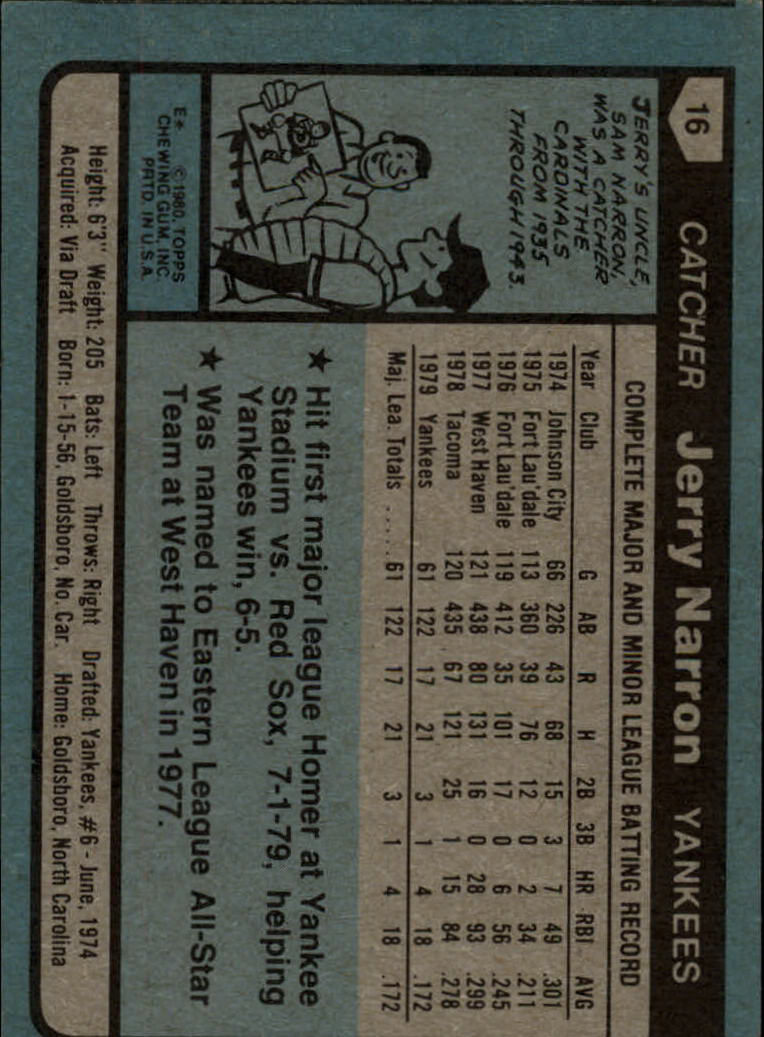 16 CATCHER Jerry Narron YANKEES
JERRY'S UNCLE,
SAM NARRON,
WAS A CATCHER
WITH THE
CARDINALS
FROM 1935
THROUGH 1943.
COMPLETE MAJOR AND MINOR LEAGUE BATTING RECORD
Year Club G AB R H 2B 3B HR RBI AVG
1974 Johnson City 66 226 43 68 15 3 7 49 .301
1975 Fort Lau'dale 113 360 39 76 12 0 2 34 .211
1976 Fort Lau'dale 119 412 35 101 17 0 6 56 .245
1977 West Haven 121 438 80 131 16 0 28 93 .299
1978 Tacoma 120 435 67 121 25 1 15 84 .278
1979 Yankees 61 122 17 21 3 1 4 18 .172
Maj. Lea. Totals ..... 61 122 17 21 3 1 4 18 .172
★ Hit first major league Homer at Yankee
Stadium vs. Red Sox, 7-1-79, helping
Yankees win, 6-5.
★ Was named to Eastern League All-Star
Team at West Haven in 1977.
E* © 1980, TOPPS
CHEWING GUM, INC.
PRTD. IN U.S.A.
Height: 6'3" Weight: 205 Bats: Left Throws: Right Drafted: Yankees, #6 - June, 1974
Acquired: Via Draft Born: 1-15-56, Goldsboro, No. Car. Home: Goldsboro, North Carolina